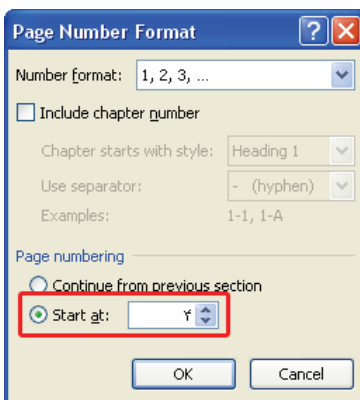 Page Number Format
Number format: 1, 2, 3, ...
Include chapter number
Chapter starts with style: Heading 1
Use separator: - (hyphen)
Examples: 1-1, 1-A
Page numbering
Continue from previous section
Start at: ۴
OK Cancel